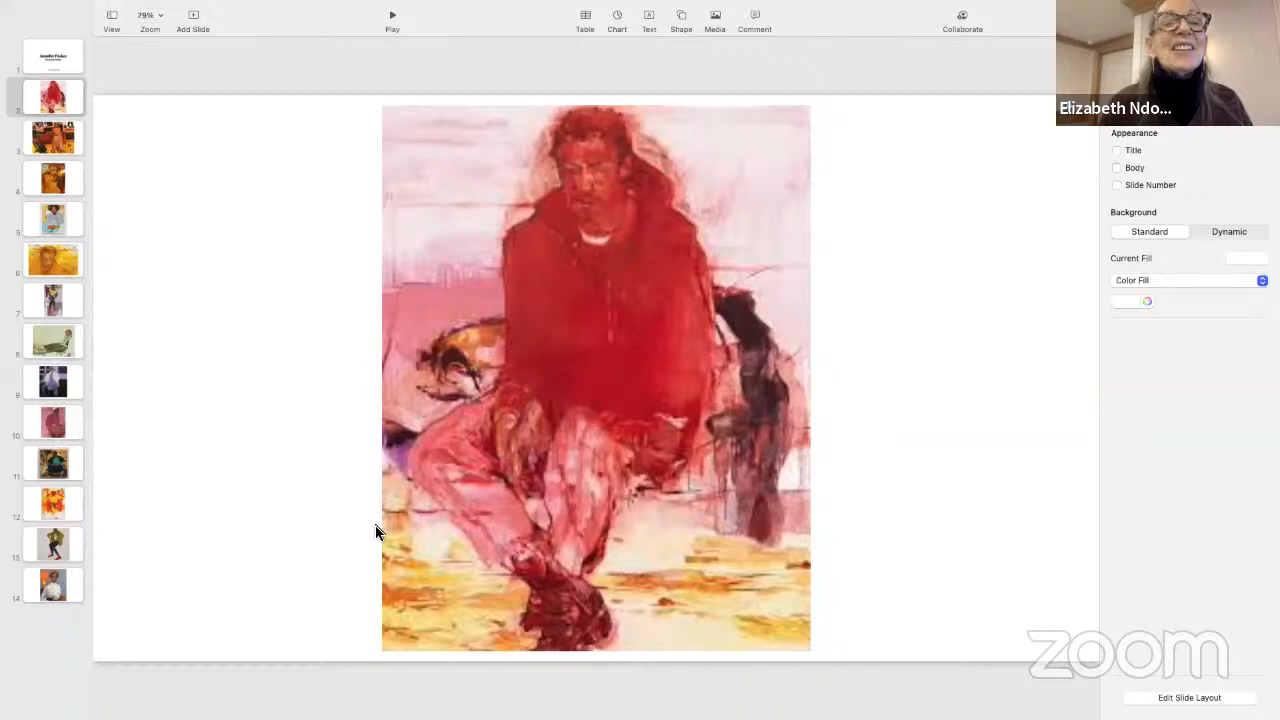 79%
View
Zoom
Add Slide
Play
Table
Chart
Text
Shape
Media
Comment
Collaborate
Elizabeth Ndo...
Appearance
Title
Body
Slide Number
Background
Standard
Dynamic
Current Fill
Color Fill
Edit Slide Layout
zoom
1
Jennifer Packer
2
3
4
5
6
7
8
9
10
11
12
13
14